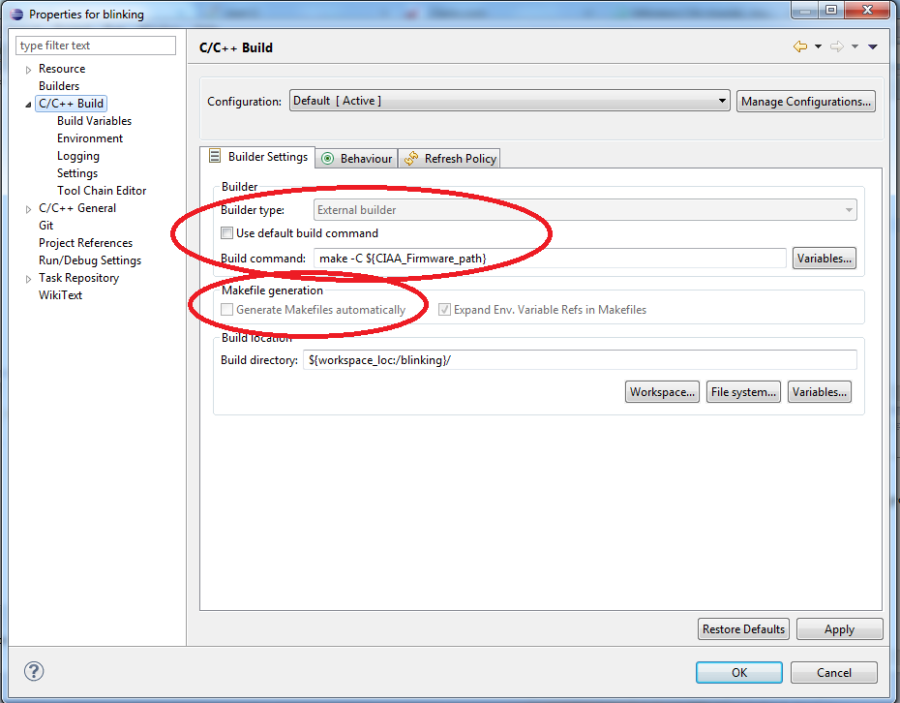 Properties for blinking
type filter text
C/C++ Build
Resource
Builders
C/C++ Build
Build Variables
Environment
Logging
Settings
Tool Chain Editor
C/C++ General
Git
Project References
Run/Debug Settings
Task Repository
WikiText
Configuration: Default [ Active ] Manage Configurations...
Builder Settings Behaviour Refresh Policy
Builder
Builder type: External builder
Use default build command
Build command: make -C ${CIAA_Firmware_path} Variables...
Makefile generation
Generate Makefiles automatically Expand Env. Variable Refs in Makefiles
Build location
Build directory: ${workspace_loc:/blinking}/
Workspace... File system... Variables...
Restore Defaults Apply
? OK Cancel